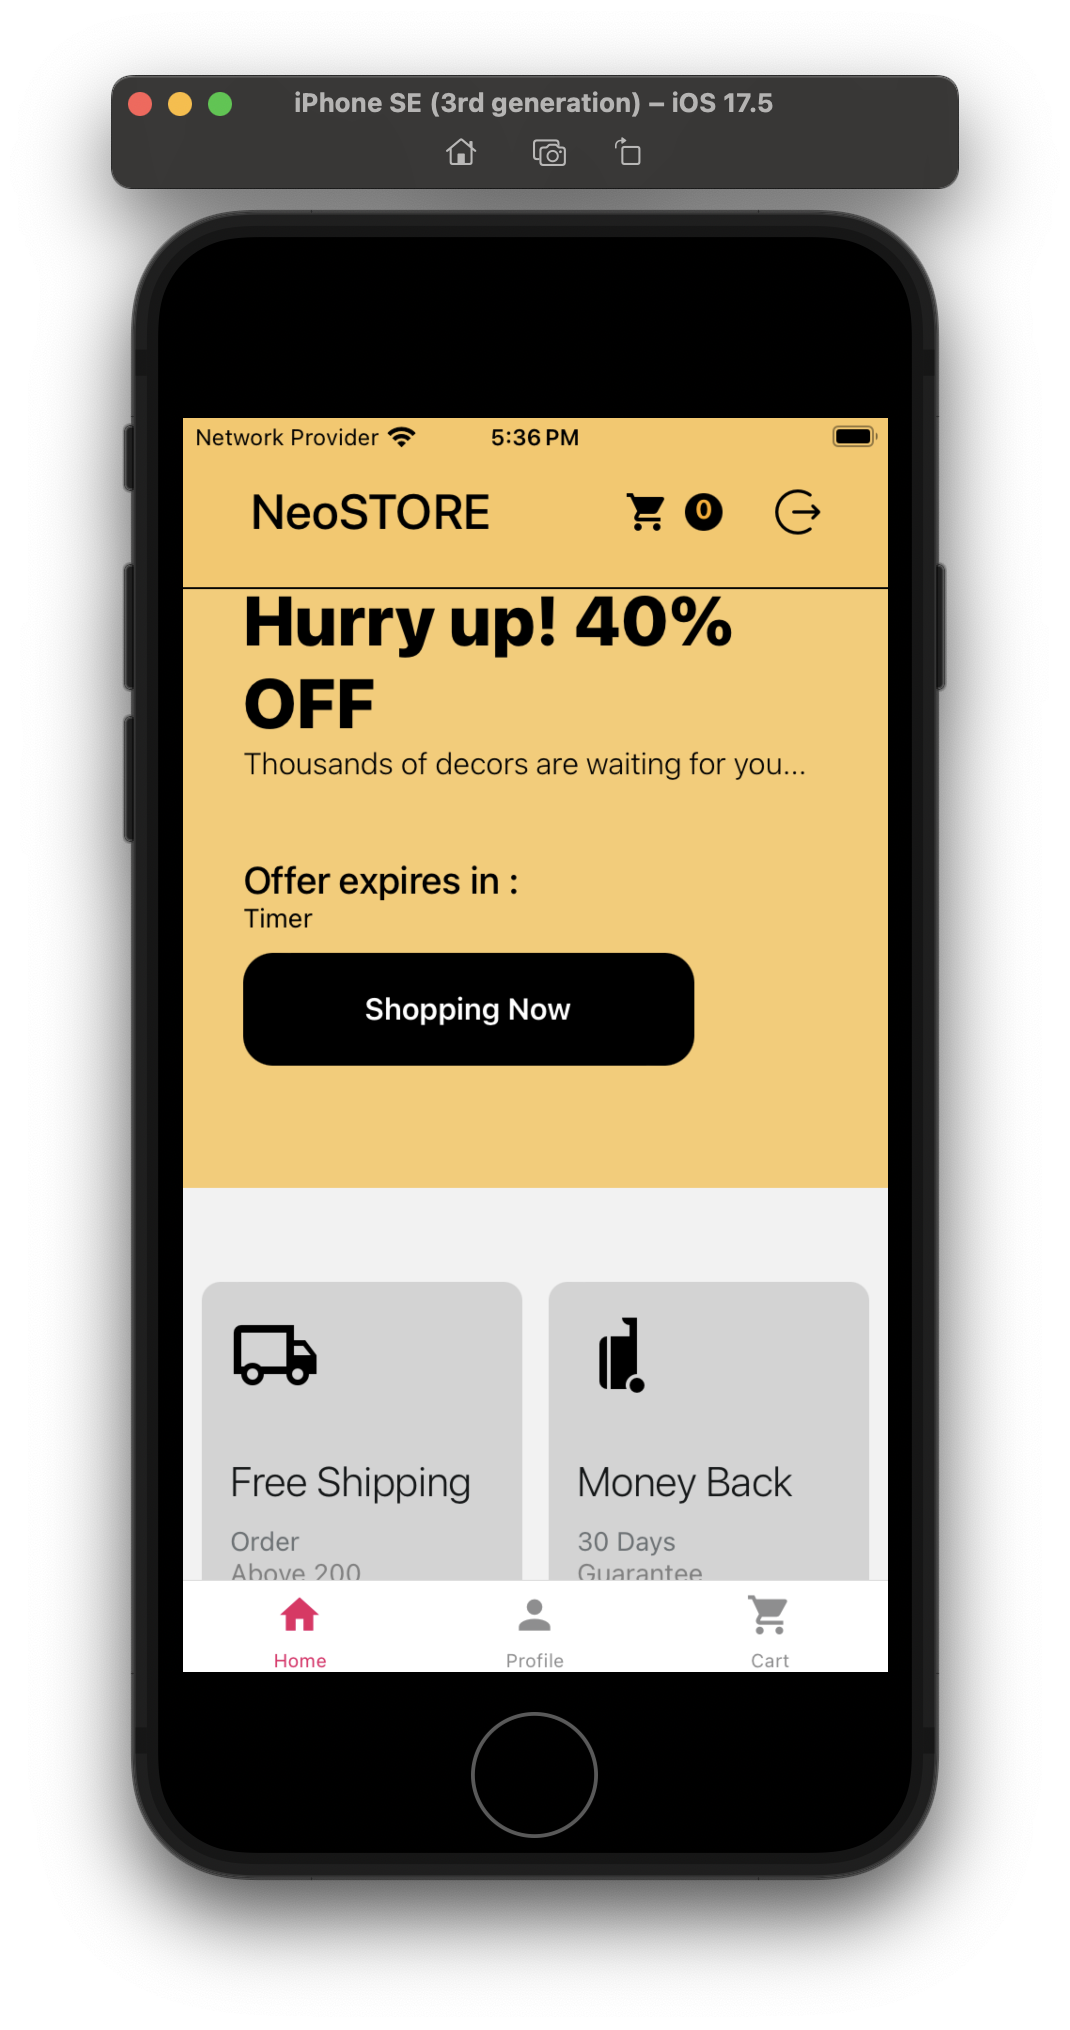 iPhone SE (3rd generation) – iOS 17.5
Network Provider 5:36 PM
NeoSTORE 0
Hurry up! 40%
OFF
Thousands of decors are waiting for you...
Offer expires in :
Timer
Shopping Now
Free Shipping
Order
Above 200
Money Back
30 Days
Guarantee
Home Profile Cart